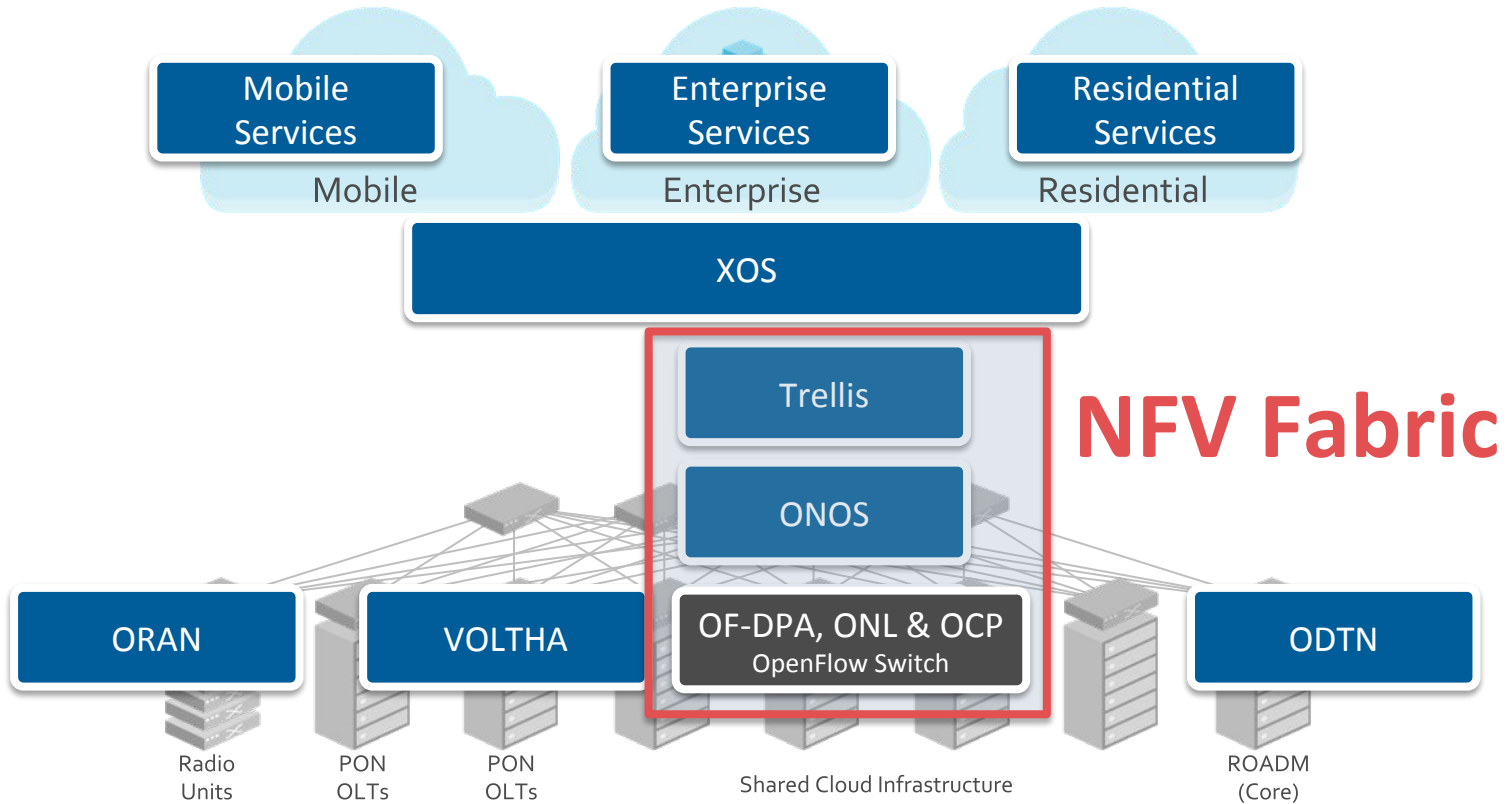 Mobile
Services
Enterprise
Services
Residential
Services
Mobile
Enterprise
Residential
XOS
Trellis
NFV Fabric
ONOS
ORAN
VOLTHA
OF-DPA, ONL & OCP
OpenFlow Switch
ODTN
Radio
Units
PON
OLTs
PON
OLTs
Shared Cloud Infrastructure
ROADM
(Core)